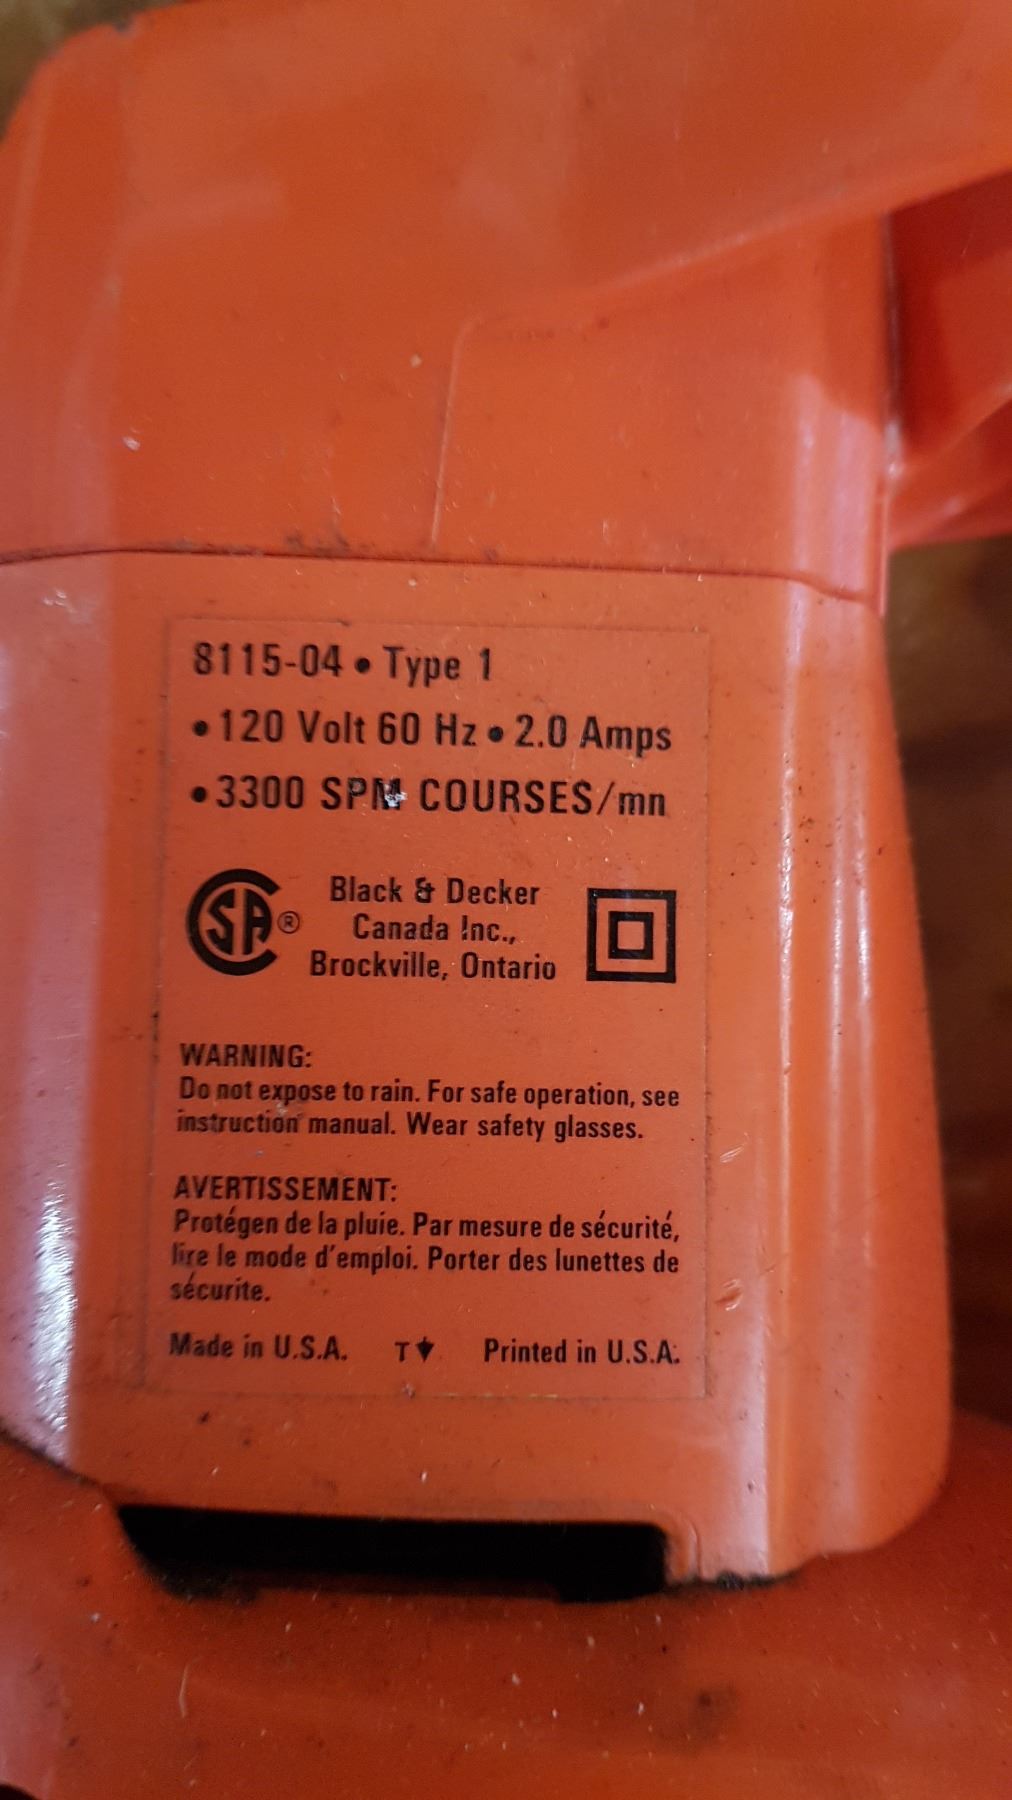 8115-04 • Type 1
• 120 Volt 60 Hz • 2.0 Amps
• 3300 SPM COURSES/mn
CSA ®
Black & Decker
Canada Inc.,
Brockville, Ontario
WARNING:
Do not expose to rain. For safe operation, see
instruction manual. Wear safety glasses.
AVERTISSEMENT:
Protégen de la pluie. Par mesure de sécurité,
lire le mode d'emploi. Porter des lunettes de
sécurite.
Made in U.S.A. T Printed in U.S.A.